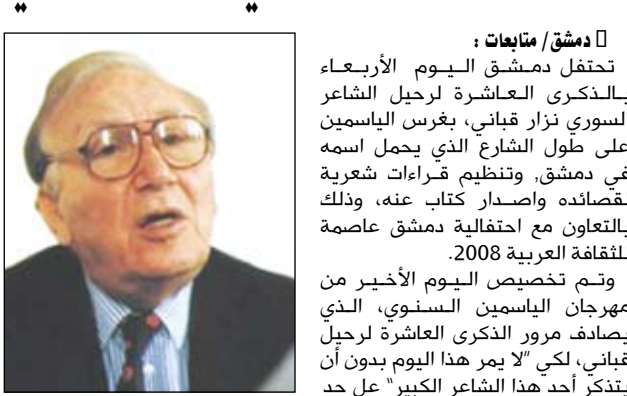 دمشق/ متابعات :
تحتفل دمشق اليوم الأربعاء
بالذكرى العاشرة لرحيل الشاعر
السوري نزار قباني، بغرس الياسمين
على طول الشارع الذي يحمل اسمه
في دمشق, وتنظيم قراءات شعرية
لقصائده واصدار كتاب عنه، وذلك
بالتعاون مع احتفالية دمشق عاصمة
للثقافة العربية 2008.
وتم تخصيص اليوم الأخير من
مهرجان الياسمين السنوي، الذي
يصادف مرور الذكرى العاشرة لرحيل
قباني، لكي "لا يمر هذا اليوم بدون أن
يتذكر أحد هذا الشاعر الكبير" عل حد